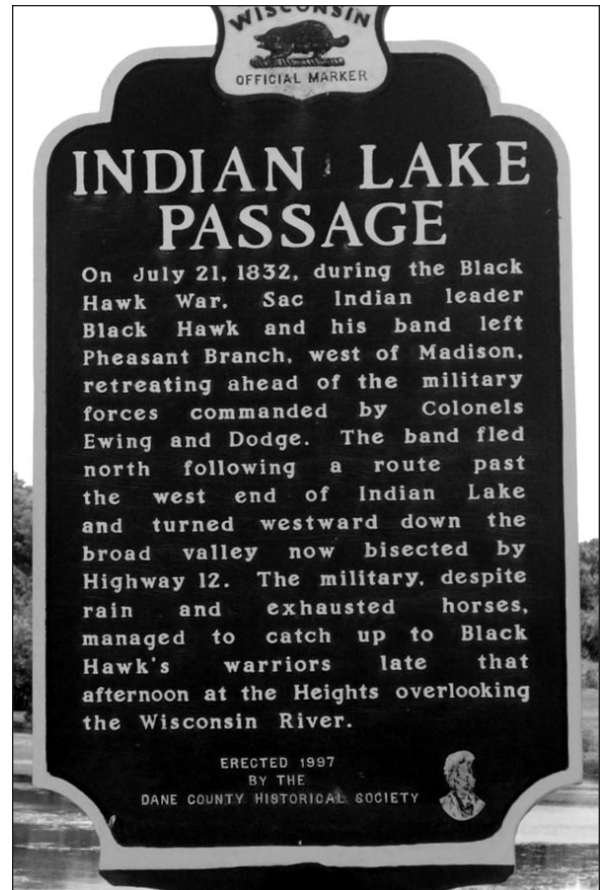 WISCONSIN
OFFICIAL MARKER
INDIAN LAKE
PASSAGE
On July 21, 1832, during the Black
Hawk War, Sac Indian leader
Black Hawk and his band left
Pheasant Branch, west of Madison,
retreating ahead of the military
forces commanded by Colonels
Ewing and Dodge. The band fled
north following a route past
the west end of Indian Lake
and turned westward down the
broad valley now bisected by
Highway 12. The military, despite
rain and exhausted horses,
managed to catch up to Black
Hawk's warriors late that
afternoon at the Heights overlooking
the Wisconsin River.
ERECTED 1997
BY THE
DANE COUNTY HISTORICAL SOCIETY